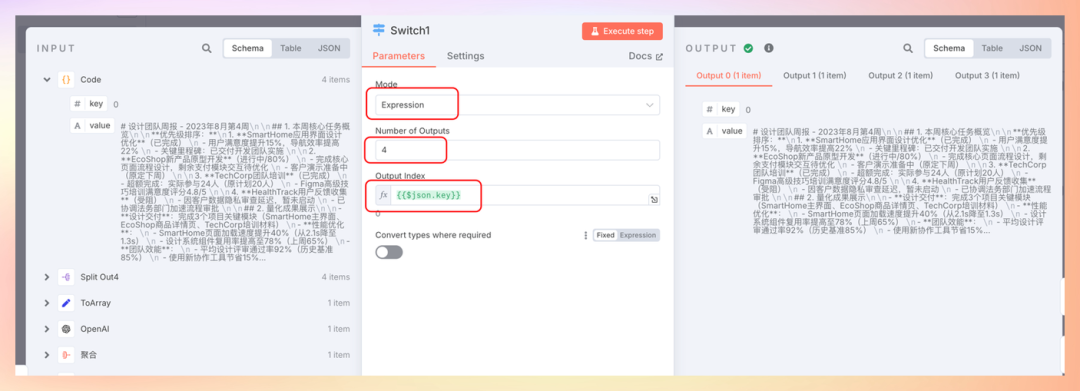 INPUT
Schema
Table
JSON
Code
4 items
# key 0
A value
# 设计团队周报 - 2023年8月第4周\n\n## 1. 本周核心任务概
览\n\n**优先级排序：**\n1. **SmartHome应用界面设计
优化**（已完成） \n - 用户满意度提升15%，导航效率提高
22% \n - 关键里程碑：已交付开发团队实施 \n\n2.
**EcoShop新产品原型开发**（进行中/80%） \n - 完成核心
页面流程设计，剩余支付模块交互待优化 \n - 客户演示准备中
（原定下周） \n\n3. **TechCorp团队培训**（已完成） \n
- 超额完成：实际参与24人（原计划20人） \n - Figma高级技
巧培训满意度评分4.8/5 \n\n4. **HealthTrack用户反馈收集**
（受阻） \n - 因客户数据隐私审查延迟，暂未启动 \n - 已
协调法务部门加速流程审批 \n\n## 2. 量化成果展示\n\n-
**设计交付**：完成3个项目关键模块（SmartHome主界面、
EcoShop商品详情页、TechCorp培训材料） \n- **性能优
化**： \n - SmartHome页面加载速度提升40%（从2.1s降至
1.3s） \n - 设计系统组件复用率提高至78%（上周65%） \n-
**团队效能**： \n - 平均设计评审通过率92%（历史基准
85%） \n - 使用新协作工具节省15%...
Split Out4
4 items
ToArray
1 item
OpenAI
1 item
聚合
1 item
Switch1
Execute step
Parameters
Settings
Docs
Mode
Expression
Number of Outputs
4
Output Index
fx {{$json.key}}
0
Convert types where required
Fixed
Expression
OUTPUT
Schema
Table
JSON
Output 0 (1 item)
Output 1 (1 item)
Output 2 (1 item)
Output 3 (1 item)
# key 0
A value
# 设计团队周报 - 2023年8月第4周\n\n## 1. 本周核心任务概览\n\n**优先级排
序：**\n1. **SmartHome应用界面设计优化**（已完成） \n - 用户满意度提
升15%，导航效率提高22% \n - 关键里程碑：已交付开发团队实施 \n\n2.
**EcoShop新产品原型开发**（进行中/80%） \n - 完成核心页面流程设计，剩
余支付模块交互待优化 \n - 客户演示准备中（原定下周） \n\n3. **TechCorp
团队培训**（已完成） \n - 超额完成：实际参与24人（原计划20人） \n -
Figma高级技巧培训满意度评分4.8/5 \n\n4. **HealthTrack用户反馈收集**
（受阻） \n - 因客户数据隐私审查延迟，暂未启动 \n - 已协调法务部门加速流程
审批 \n\n## 2. 量化成果展示\n\n- **设计交付**：完成3个项目关键模块
（SmartHome主界面、EcoShop商品详情页、TechCorp培训材料） \n- **性能优
化**： \n - SmartHome页面加载速度提升40%（从2.1s降至1.3s） \n - 设计
系统组件复用率提高至78%（上周65%） \n- **团队效能**： \n - 平均设计评
审通过率92%（历史基准85%） \n - 使用新协作工具节省15%...